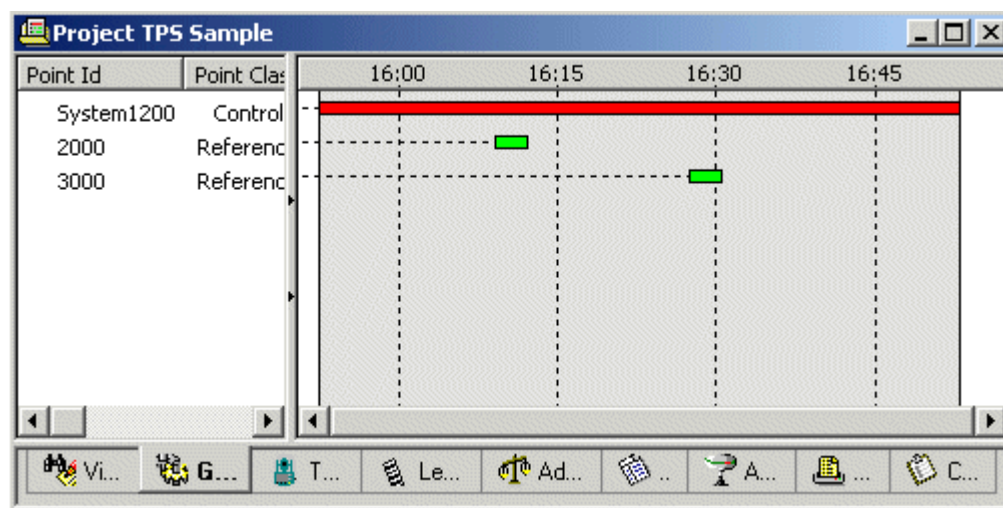 Project TPS Sample
Point Id Point Clas 16:00 16:15 16:30 16:45
System1200 Control
2000 Referenc
3000 Referenc
Vi... G... T... Le... Ad... .. A... ... C...